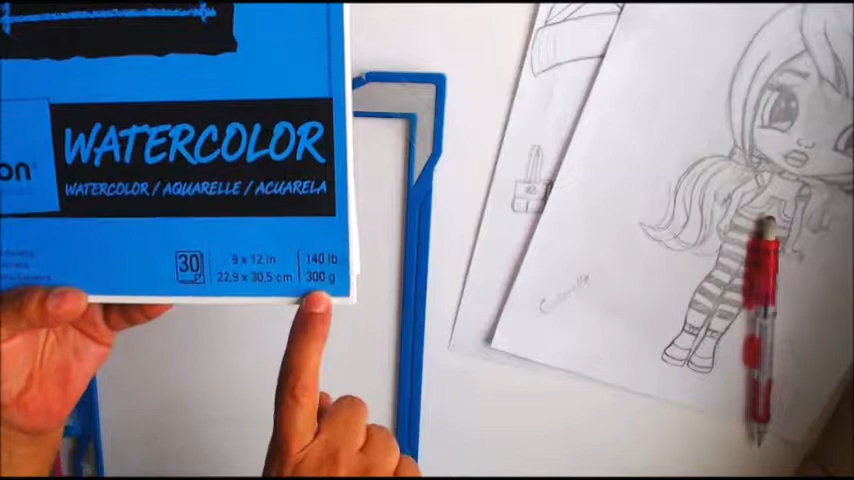 WATERCOLOR
on®
WATERCOLOR / AQUARELLE / ACUARELA
30
9 x 12 in
140 lb
22,9 x 30,5 cm
300 g